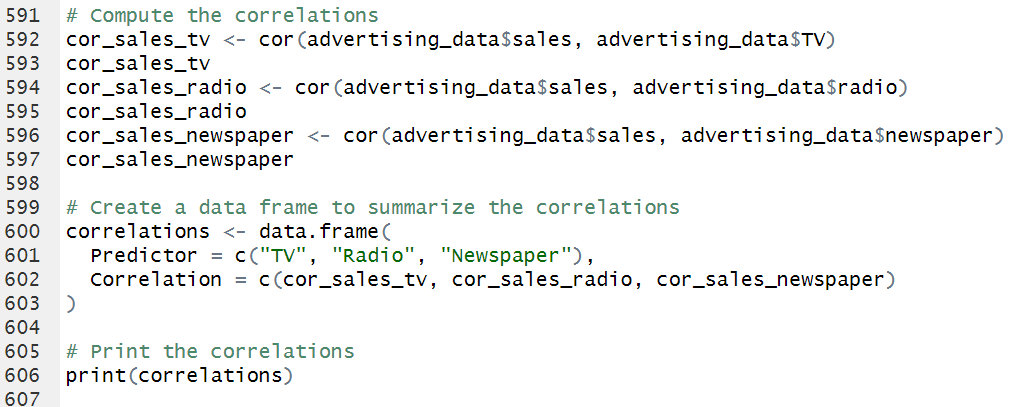 591 # Compute the correlations
592 cor_sales_tv <- cor(advertising_data$sales, advertising_data$TV)
593 cor_sales_tv
594 cor_sales_radio <- cor(advertising_data$sales, advertising_data$radio)
595 cor_sales_radio
596 cor_sales_newspaper <- cor(advertising_data$sales, advertising_data$newspaper)
597 cor_sales_newspaper
598
599 # Create a data frame to summarize the correlations
600 correlations <- data.frame(
601   Predictor = c("TV", "Radio", "Newspaper"),
602   Correlation = c(cor_sales_tv, cor_sales_radio, cor_sales_newspaper)
603 )
604
605 # Print the correlations
606 print(correlations)
607